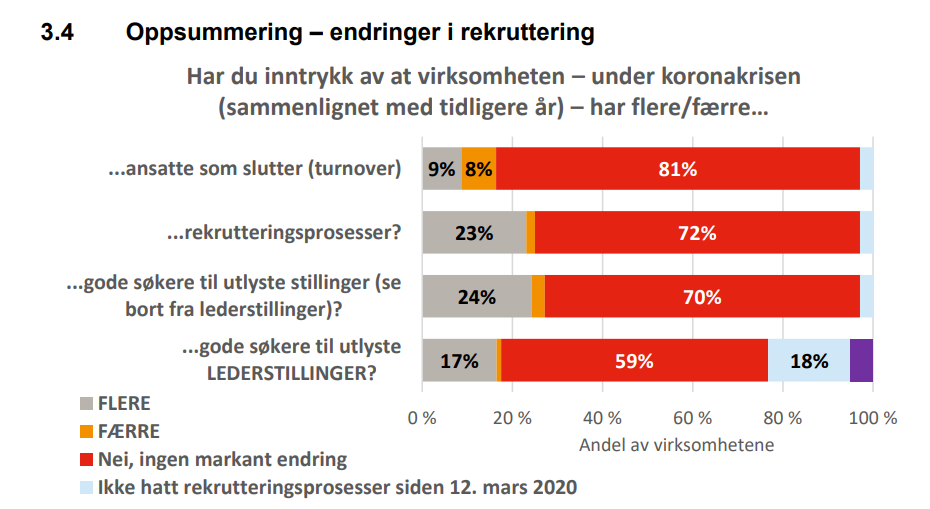 3.4 Oppsummering – endringer i rekruttering
Har du inntrykk av at virksomheten – under koronakrisen
(sammenlignet med tidligere år) – har flere/færre…
...ansatte som slutter (turnover)
9% 8% 81%
...rekrutteringsprosesser?
23% 72%
...gode søkere til utlyste stillinger (se
bort fra lederstillinger)?
24% 70%
...gode søkere til utlyste
LEDERSTILLINGER?
17% 59% 18%
0 % 20 % 40 % 60 % 80 % 100 %
Andel av virksomhetene
FLERE
FÆRRE
Nei, ingen markant endring
Ikke hatt rekrutteringsprosesser siden 12. mars 2020